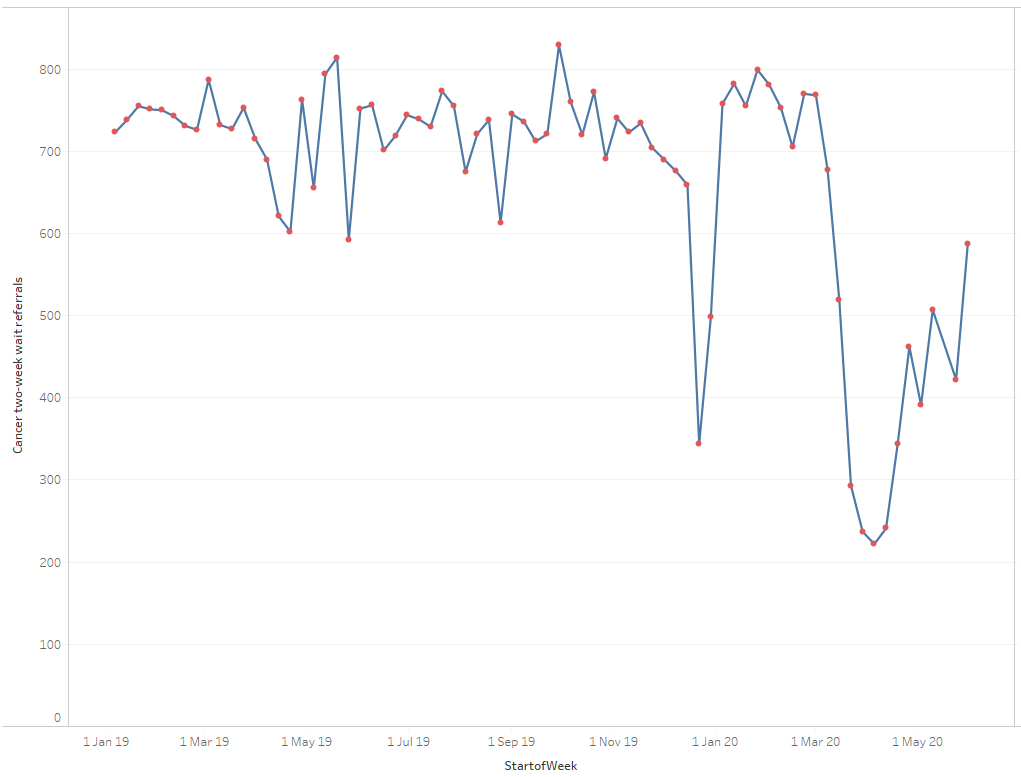 Cancer two-week wait referrals
800
700
600
500
400
300
200
100
0
1 Jan 19
1 Mar 19
1 May 19
1 Jul 19
1 Sep 19
1 Nov 19
1 Jan 20
1 Mar 20
1 May 20
StartofWeek